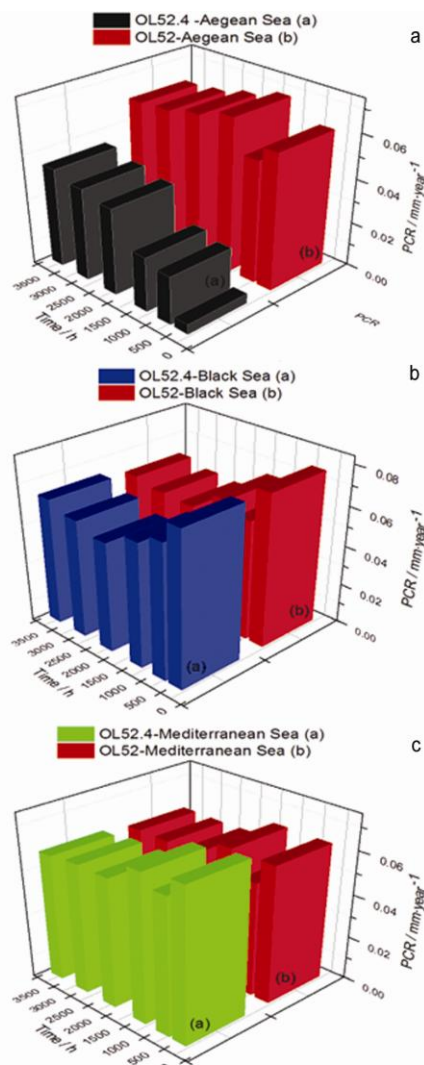 OL52.4 -Aegean Sea (a)
OL52-Aegean Sea (b)
a
0.06
0.04
0.02
0.00
PCR / mm·year⁻¹
(b)
(a)
3500
3000
2500
2000
1500
1000
500
0
Time / h
PCR
OL52.4-Black Sea (a)
OL52-Black Sea (b)
b
0.08
0.06
0.04
0.02
0.00
PCR / mm·year⁻¹
(b)
(a)
3500
3000
2500
2000
1500
1000
500
0
Time / h
OL52.4-Mediterranean Sea (a)
OL52-Mediterranean Sea (b)
c
0.06
0.04
0.02
0.00
PCR / mm·year⁻¹
(b)
(a)
3500
3000
2500
2000
1500
1000
500
0
Time / h